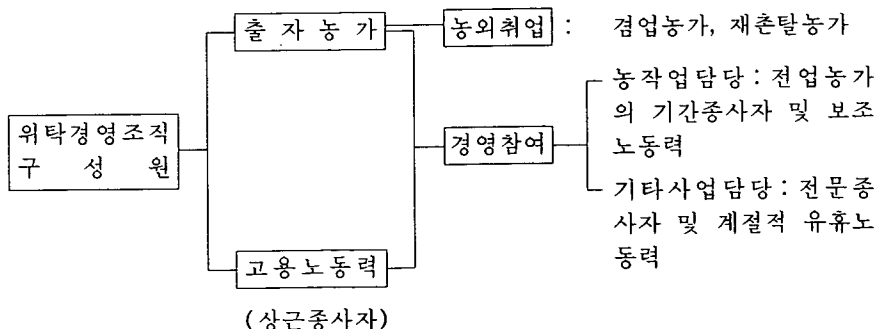 출 자 농 가
농외취업 : 겸업농가, 재촌탈농가
농작업담당 : 전업농가
의 기간종사자 및 보조
노동력
위탁경영조직
구 성 원
경영참여
기타사업담당 : 전문종
사자 및 계절적 유휴노
동력
고용노동력
(상근종사자)